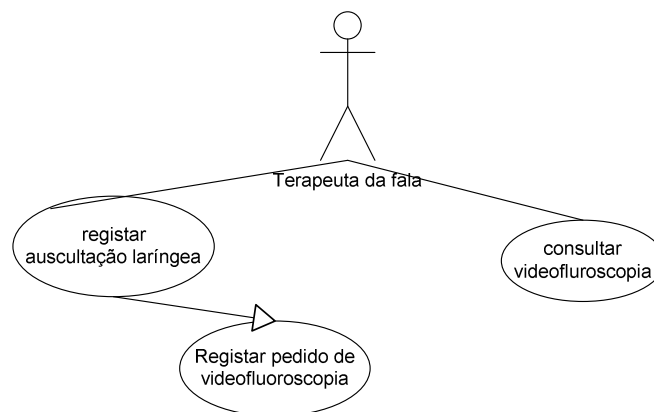 Terapeuta da fala
registar
auscultação laríngea
consultar
videofluroscopia
Registar pedido de
videofluoroscopia